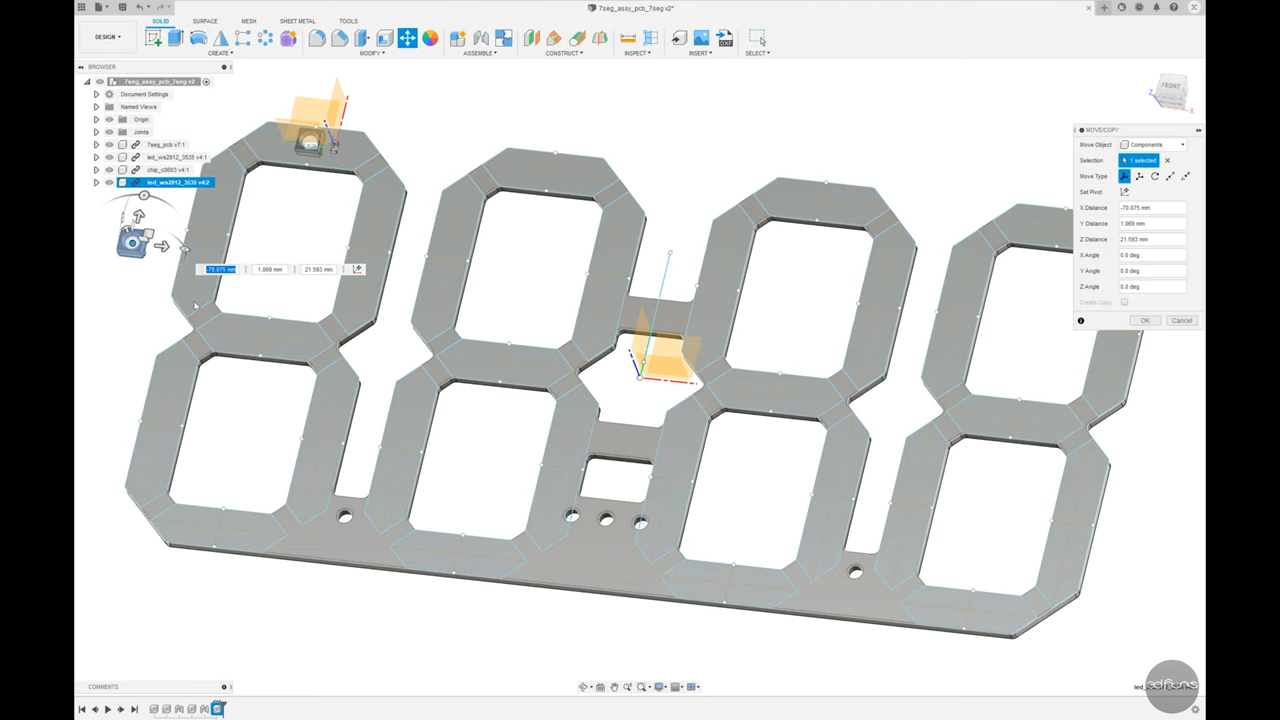 7seg_assy_pcb_7seg v2*
SOLID
SURFACE
MESH
SHEET METAL
UTILITIES
TOOLS
DESIGN
CREATE
MODIFY
ASSEMBLE
CONSTRUCT
INSPECT
INSERT
SELECT
BROWSER
7seg_assy_pcb_7seg v2
Document Settings
Named Views
Origin
Joints
7seg_pcb v7:1
led_ws2812_3535 v4:1
chip_c0603 v4:1
led_ws2812_3535 v4:2
FRONT
Z
X
MOVE/COPY
Move Object
Components
Selection
1 selected
Move Type
Set Pivot
X Distance
-70.075 mm
Y Distance
1.069 mm
Z Distance
21.593 mm
X Angle
0.0 deg
Y Angle
0.0 deg
Z Angle
0.0 deg
Create Copy
OK
Cancel
-70.075 mm
1.069 mm
21.593 mm
COMMENTS